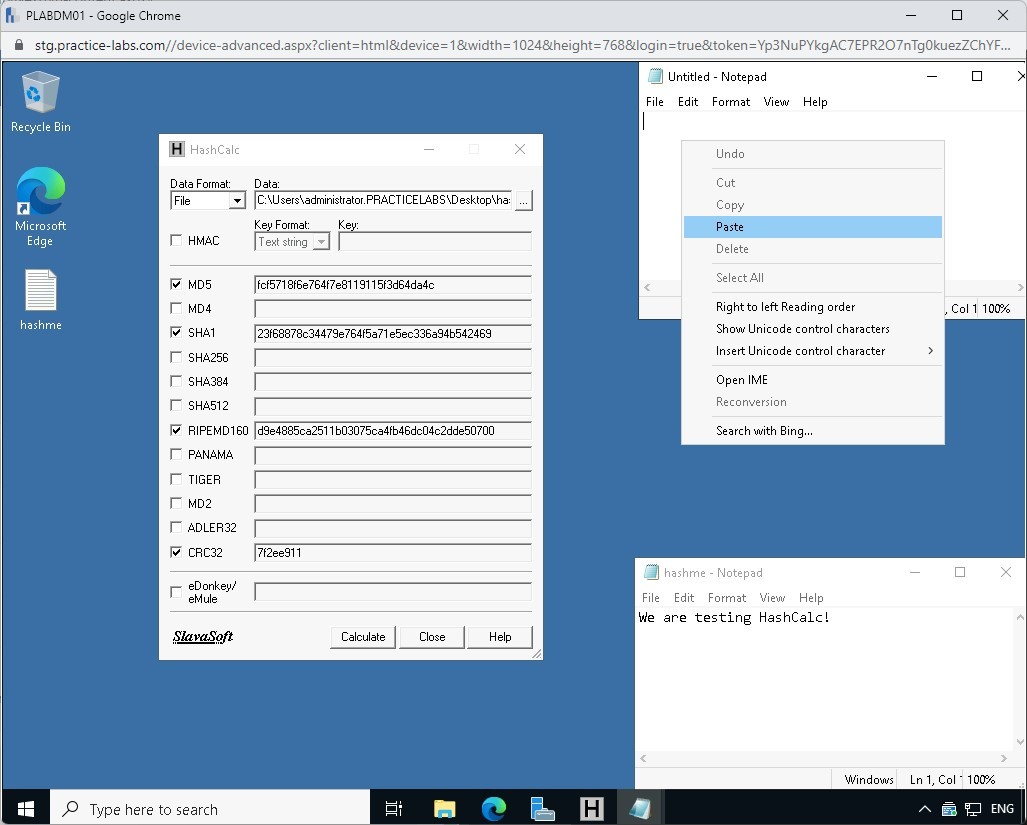 PLABDM01 - Google Chrome
stg.practice-labs.com//device-advanced.aspx?client=html&device=1&width=1024&height=768&login=true&token=Yp3NuPYkgAC7EPR2O7nTg0kuezZChYF...
Recycle Bin
Microsoft
Edge
hashme
HashCalc
Data Format:
Data:
File
C:\Users\administrator.PRACTICELABS\Desktop\ha:
...
Key Format:
Key:
HMAC
Text string
MD5
fcf5718f6e764f7e8119115f3d64da4c
MD4
SHA1
23f68878c34479e764f5a71e5ec336a94b542469
SHA256
SHA384
SHA512
RIPEMD160
d9e4885ca2511b03075ca4fb46dc04c2dde50700
PANAMA
TIGER
MD2
ADLER32
CRC32
7f2ee911
eDonkey/
eMule
SlavaSoft
Calculate
Close
Help
Untitled - Notepad
File Edit Format View Help
, Col 1 100%
Undo
Cut
Copy
Paste
Delete
Select All
Right to left Reading order
Show Unicode control characters
Insert Unicode control character
Open IME
Reconversion
Search with Bing...
hashme - Notepad
File Edit Format View Help
We are testing HashCalc!
Windows
Ln 1, Col 1
100%
Type here to search
H
ENG